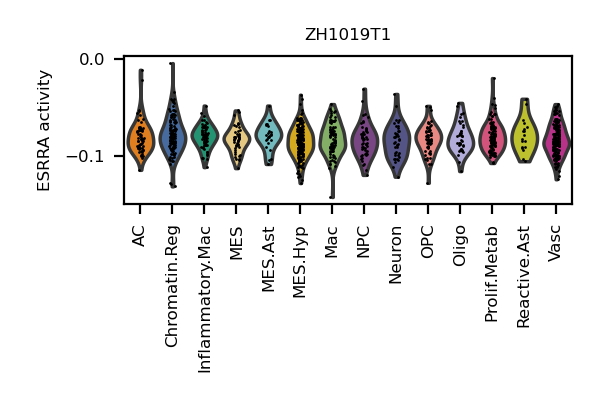 ZH1019T1
ESRRA activity
0.0
−0.1
AC
Chromatin.Reg
Inflammatory.Mac
MES
MES.Ast
MES.Hyp
Mac
NPC
Neuron
OPC
Oligo
Prolif.Metab
Reactive.Ast
Vasc